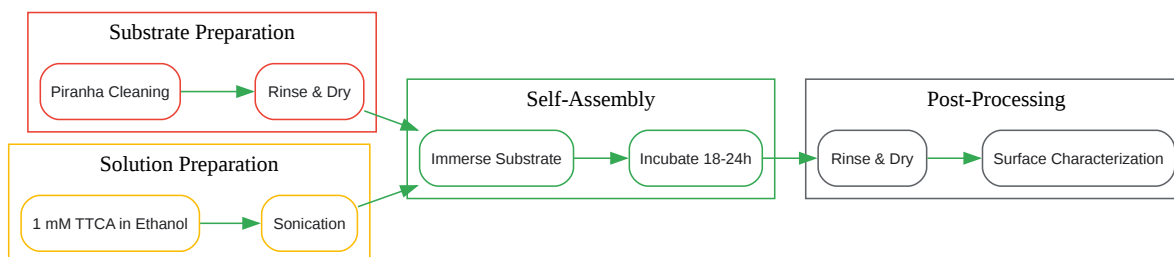 Substrate Preparation
Piranha Cleaning
Rinse & Dry
Solution Preparation
1 mM TTCA in Ethanol
Sonication
Self-Assembly
Immerse Substrate
Incubate 18-24h
Post-Processing
Rinse & Dry
Surface Characterization